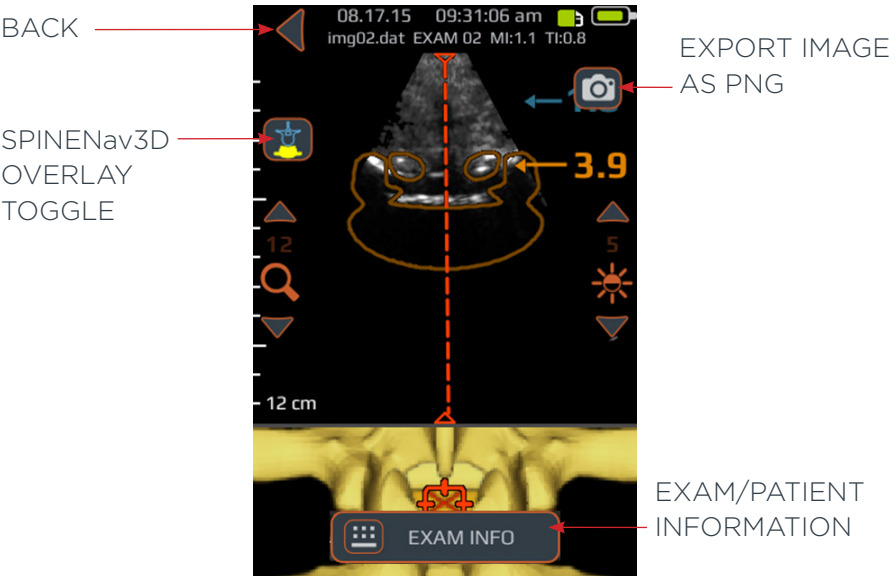 BACK
08.17.15 09:31:06 am
img02.dat EXAM 02 MI:1.1 TI:0.8
EXPORT IMAGE
AS PNG
SPINENav3D
OVERLAY
TOGGLE
3.9
12
5
12 cm
EXAM INFO
EXAM/PATIENT
INFORMATION